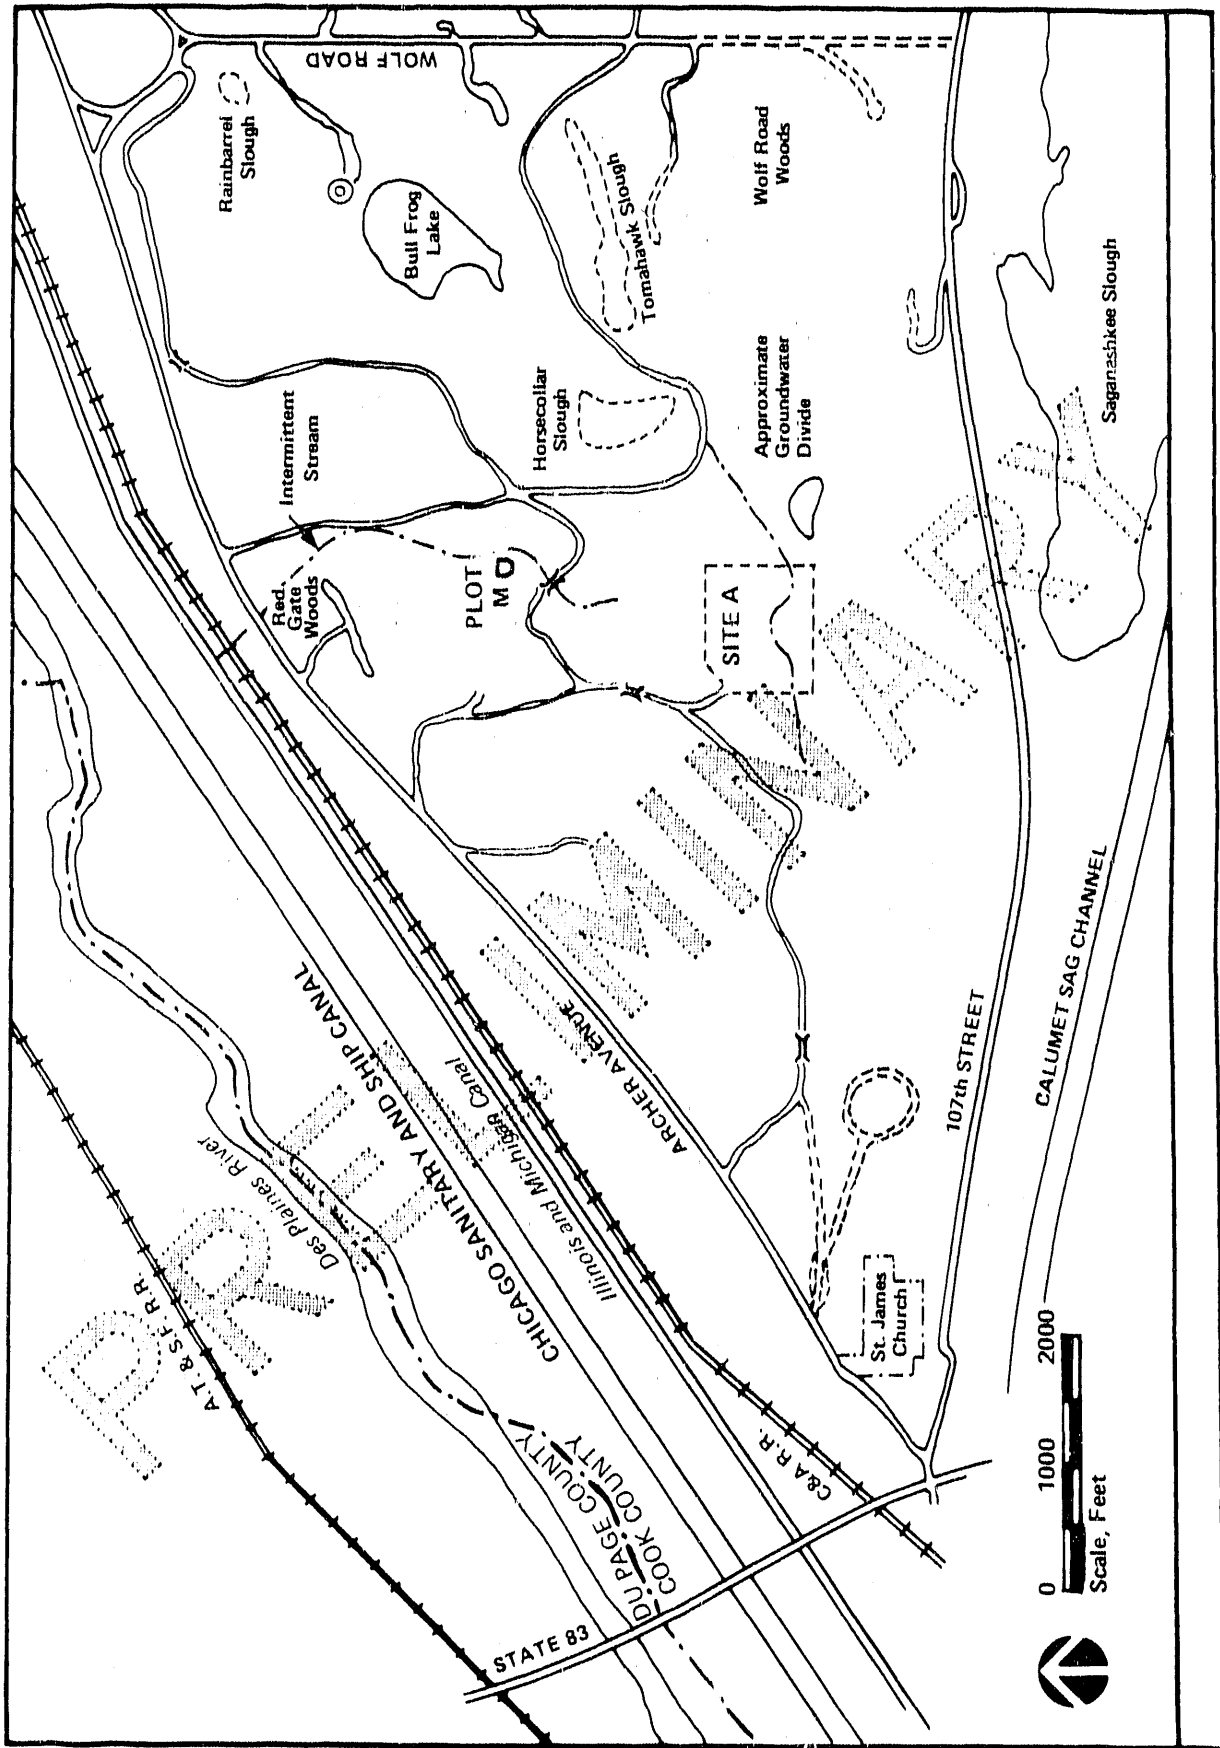 WOLF ROAD
Rainbarrel
Slough
Bull Frog
Lake
Tomahawk Slough
Wolf Road
Woods
Intermittent
Stream
Horsecollar
Slough
Approximate
Groundwater
Divide
Saganashkee Slough
Red
Gate
Woods
PLOT
M
SITE A
PRELIMINARY
A.T. & S.F. R.R.
Des Plaines River
CHICAGO SANITARY AND SHIP CANAL
Illinois and Michigan Canal
ARCHER AVENUE
107th STREET
CALUMET SAG CHANNEL
St. James
Church
DU PAGE COUNTY
COOK COUNTY
C&A R.R.
STATE 83
0 1000 2000
Scale, Feet